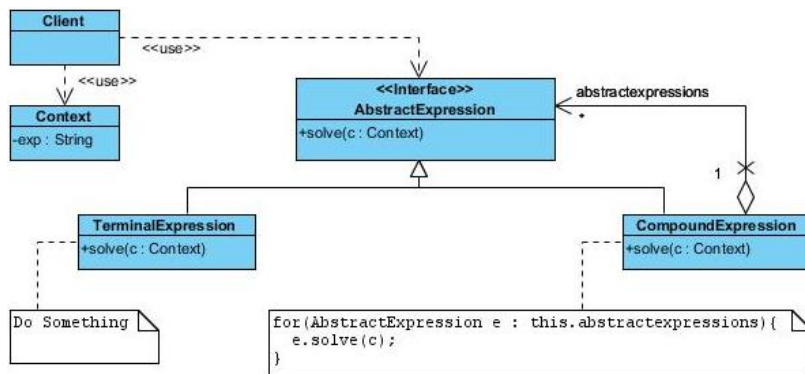 Client
<<use>>
<<use>>
Context
-exp : String
<<Interface>>
AbstractExpression
+solve(c : Context)
abstractexpressions
*
1
TerminalExpression
+solve(c : Context)
CompoundExpression
+solve(c : Context)
Do Something
for(AbstractExpression e : this.abstractexpressions){
e.solve(c);
}